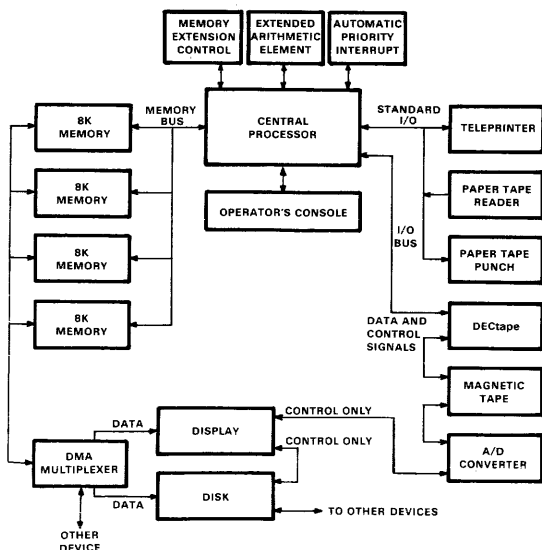 MEMORY
EXTENSION
CONTROL
EXTENDED
ARITHMETIC
ELEMENT
AUTOMATIC
PRIORITY
INTERRUPT
8K
MEMORY
MEMORY
BUS
CENTRAL
PROCESSOR
STANDARD
I/O
TELEPRINTER
8K
MEMORY
OPERATOR'S CONSOLE
PAPER TAPE
READER
8K
MEMORY
I/O
BUS
PAPER TAPE
PUNCH
8K
MEMORY
DATA AND
CONTROL
SIGNALS
DECtape
MAGNETIC
TAPE
DATA
DISPLAY
CONTROL ONLY
CONTROL ONLY
A/D
CONVERTER
DMA
MULTIPLEXER
DATA
DISK
TO OTHER DEVICES
OTHER
DEVICE